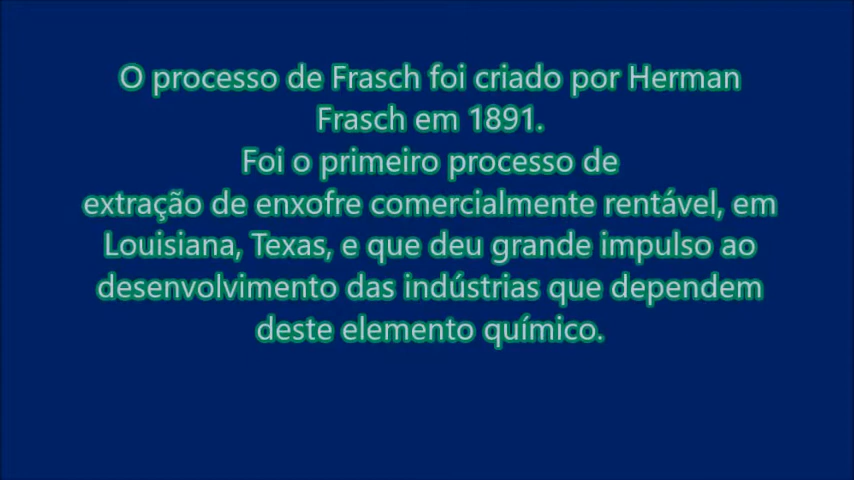 O processo de Frasch foi criado por Herman
Frasch em 1891.
Foi o primeiro processo de
extração de enxofre comercialmente rentável, em
Louisiana, Texas, e que deu grande impulso ao
desenvolvimento das indústrias que dependem
deste elemento químico.